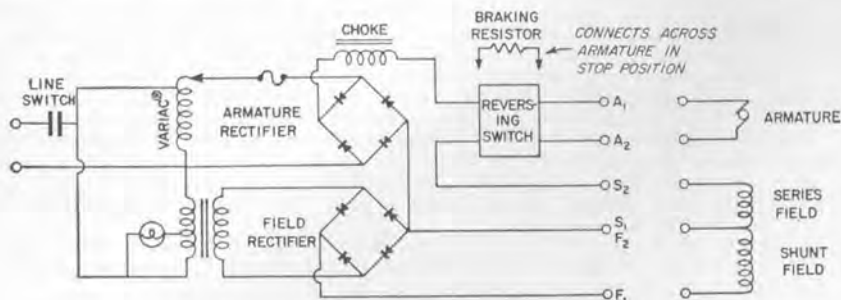 BRAKING
RESISTOR
CONNECTS ACROSS
ARMATURE IN
STOP POSITION
CHOKE
LINE
SWITCH
VARIAC®
ARMATURE
RECTIFIER
REVERS-
ING
SWITCH
A₁
A₂
ARMATURE
S₂
SERIES
FIELD
FIELD
RECTIFIER
S₁
F₂
SHUNT
FIELD
F₁